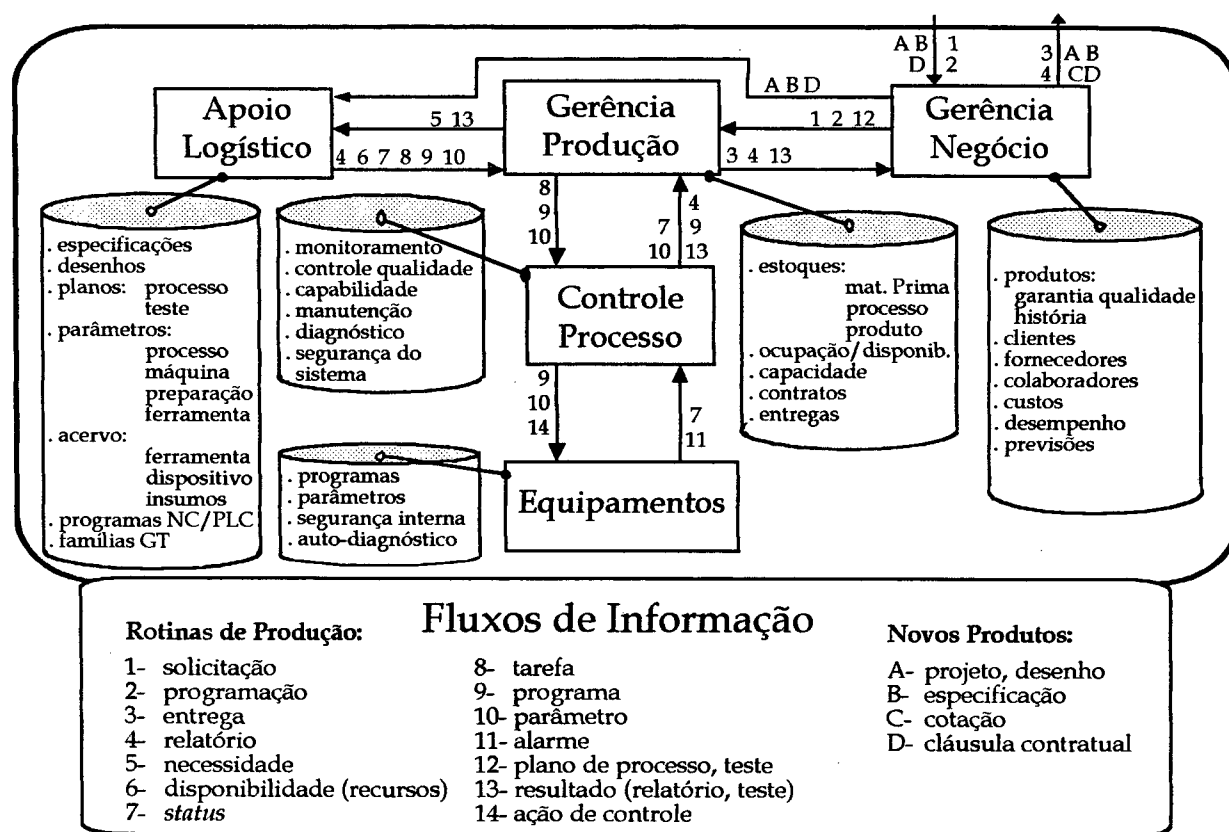 A B 1
D 2
3 A B
4 CD
A B D
Apoio
Logístico
5 13
4 6 7 8 9 10
Gerência
Produção
1 2 12
3 4 13
Gerência
Negócio
8
9
10
4
7 9
10 13
Controle
Processo
9
10
14
7
11
Equipamentos
. especificações
. desenhos
. planos: processo
teste
. parâmetros:
processo
máquina
preparação
ferramenta
. acervo:
ferramenta
dispositivo
insumos
. programas NC/PLC
. famílias GT
. monitoramento
. controle qualidade
. capabilidade
. manutenção
. diagnóstico
. segurança do
sistema
. programas
. parâmetros
. segurança interna
. auto-diagnóstico
. estoques:
mat. Prima
processo
produto
. ocupação/disponib.
. capacidade
. contratos
. entregas
. produtos:
garantia qualidade
história
. clientes
. fornecedores
. colaboradores
. custos
. desempenho
. previsões
Fluxos de Informação
Rotinas de Produção:
1- solicitação
2- programação
3- entrega
4- relatório
5- necessidade
6- disponibilidade (recursos)
7- status
8- tarefa
9- programa
10- parâmetro
11- alarme
12- plano de processo, teste
13- resultado (relatório, teste)
14- ação de controle
Novos Produtos:
A- projeto, desenho
B- especificação
C- cotação
D- cláusula contratual